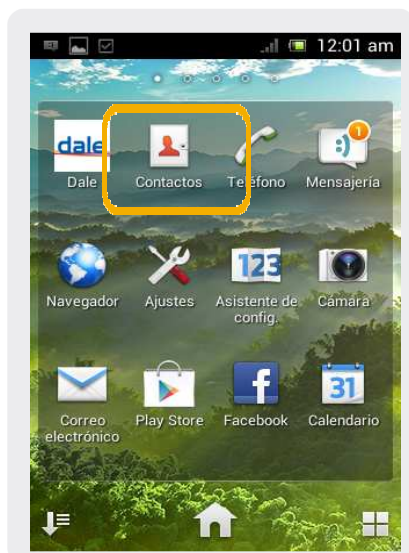 12:01 am
dale
:)
1
Dale
Contactos
Teléfono
Mensajería
123
Navegador
Ajustes
Asistente de
config.
Cámara
f
31
Correo
electrónico
Play Store
Facebook
Calendario